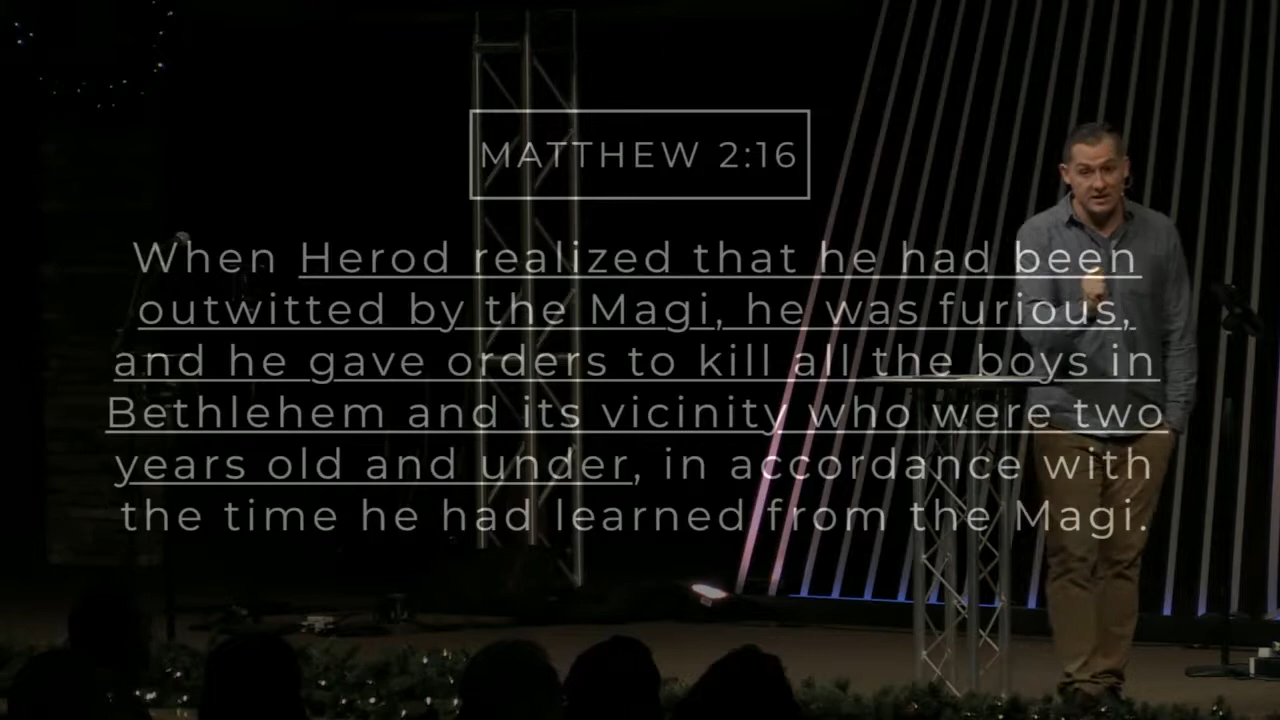 MATTHEW 2:16
When Herod realized that he had been
outwitted by the Magi, he was furious,
and he gave orders to kill all the boys in
Bethlehem and its vicinity who were two
years old and under, in accordance with
the time he had learned from the Magi.